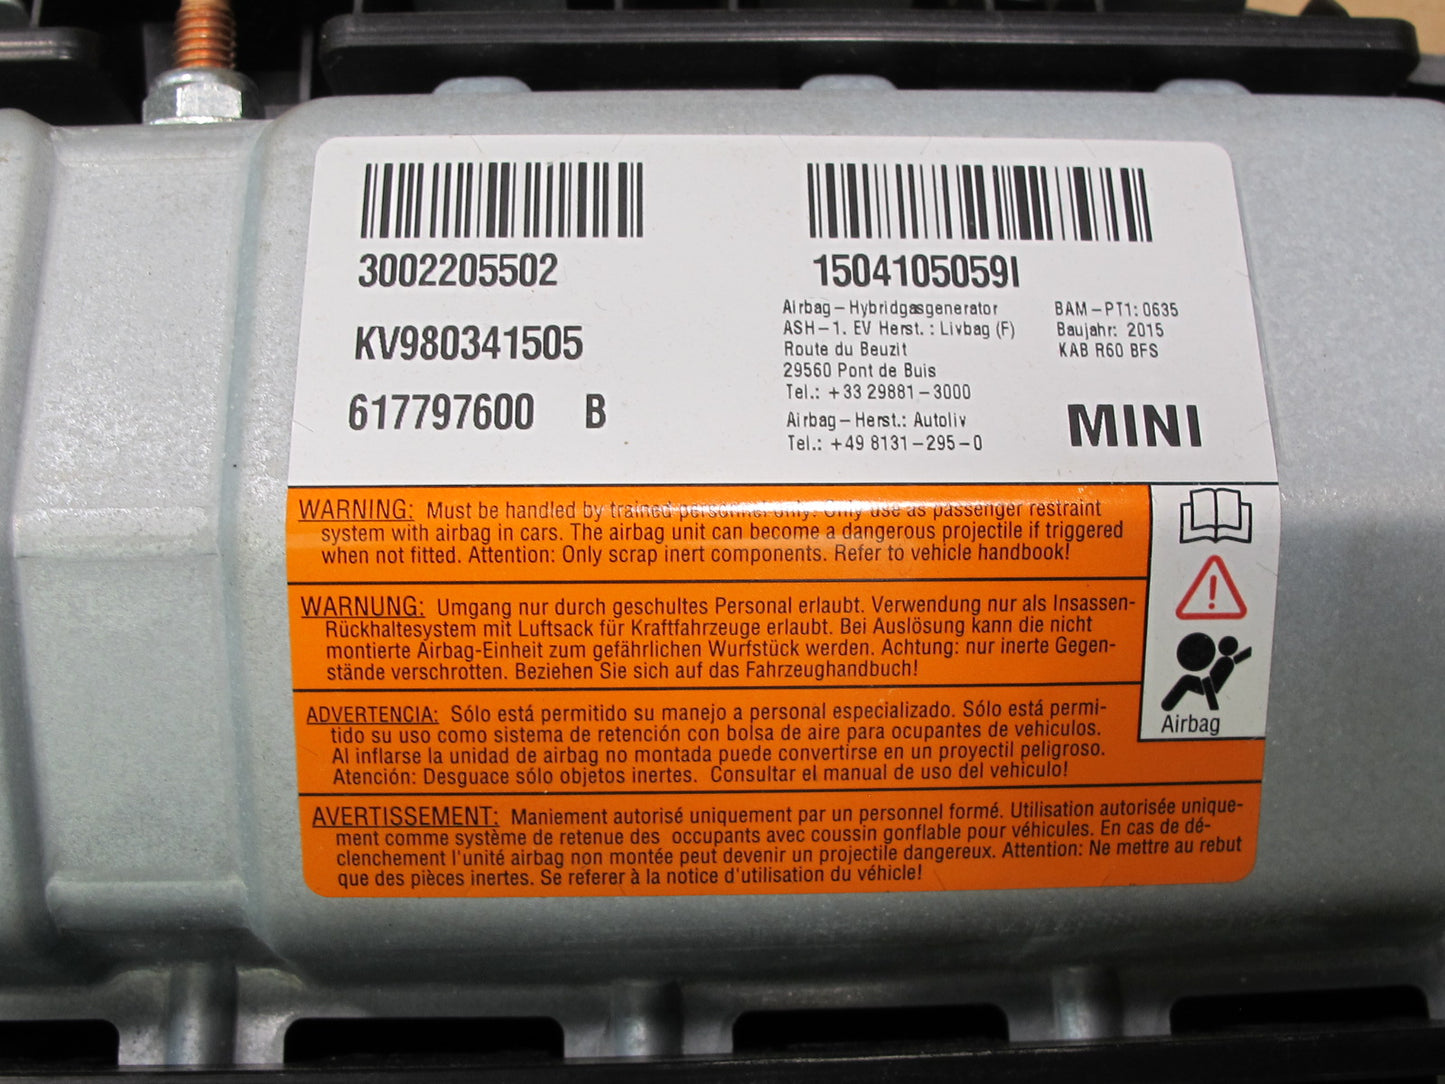 3002205502
KV980341505
617797600 B
1504105059I
Airbag-Hybridgasgenerator
ASH-1. EV Herst.: Livbag (F)
Route du Beuzit
29560 Pont de Buis
Tel.: +33 29881-3000
Airbag-Herst.: Autoliv
Tel.: +49 8131-295-0
BAM-PT1: 0635
Baujahr: 2015
KAB R60 BFS
MINI
WARNING: Must be handled by trained personnel only. Only use as passenger restraint
system with airbag in cars. The airbag unit can become a dangerous projectile if triggered
when not fitted. Attention: Only scrap inert components. Refer to vehicle handbook!
WARNUNG: Umgang nur durch geschultes Personal erlaubt. Verwendung nur als Insassen-
Rückhaltesystem mit Luftsack für Kraftfahrzeuge erlaubt. Bei Auslösung kann die nicht
montierte Airbag-Einheit zum gefährlichen Wurfstück werden. Achtung: nur inerte Gegen-
stände verschrotten. Beziehen Sie sich auf das Fahrzeughandbuch!
ADVERTENCIA: Sólo está permitido su manejo a personal especializado. Sólo está permi-
tido su uso como sistema de retención con bolsa de aire para ocupantes de vehículos.
Al inflarse la unidad de airbag no montada puede convertirse en un proyectil peligroso.
Atención: Desguace sólo objetos inertes. Consultar el manual de uso del vehiculo!
AVERTISSEMENT: Maniement autorisé uniquement par un personnel formé. Utilisation autorisée unique-
ment comme système de retenue des occupants avec coussin gonflable pour véhicules. En cas de dé-
clenchement l'unité airbag non montée peut devenir un projectile dangereux. Attention: Ne mettre au rebut
que des pièces inertes. Se referer à la notice d'utilisation du véhicle!
Airbag